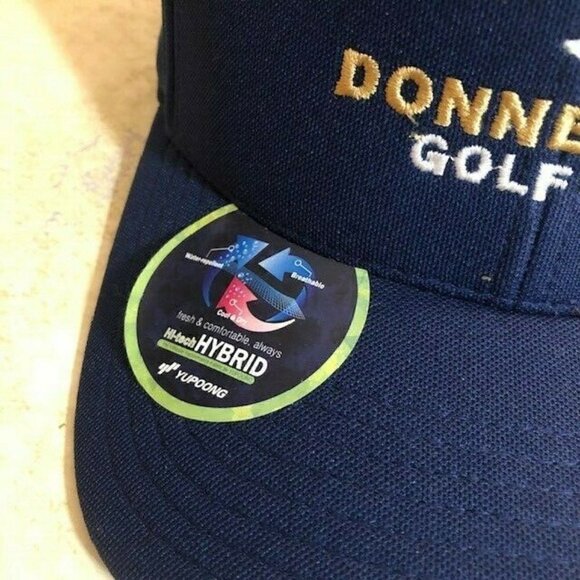 DONNE
GOLF
Water-repellent
Breathable
Cool & Dry
fresh & comfortable, always
Hi-tech HYBRID
YUPOONG